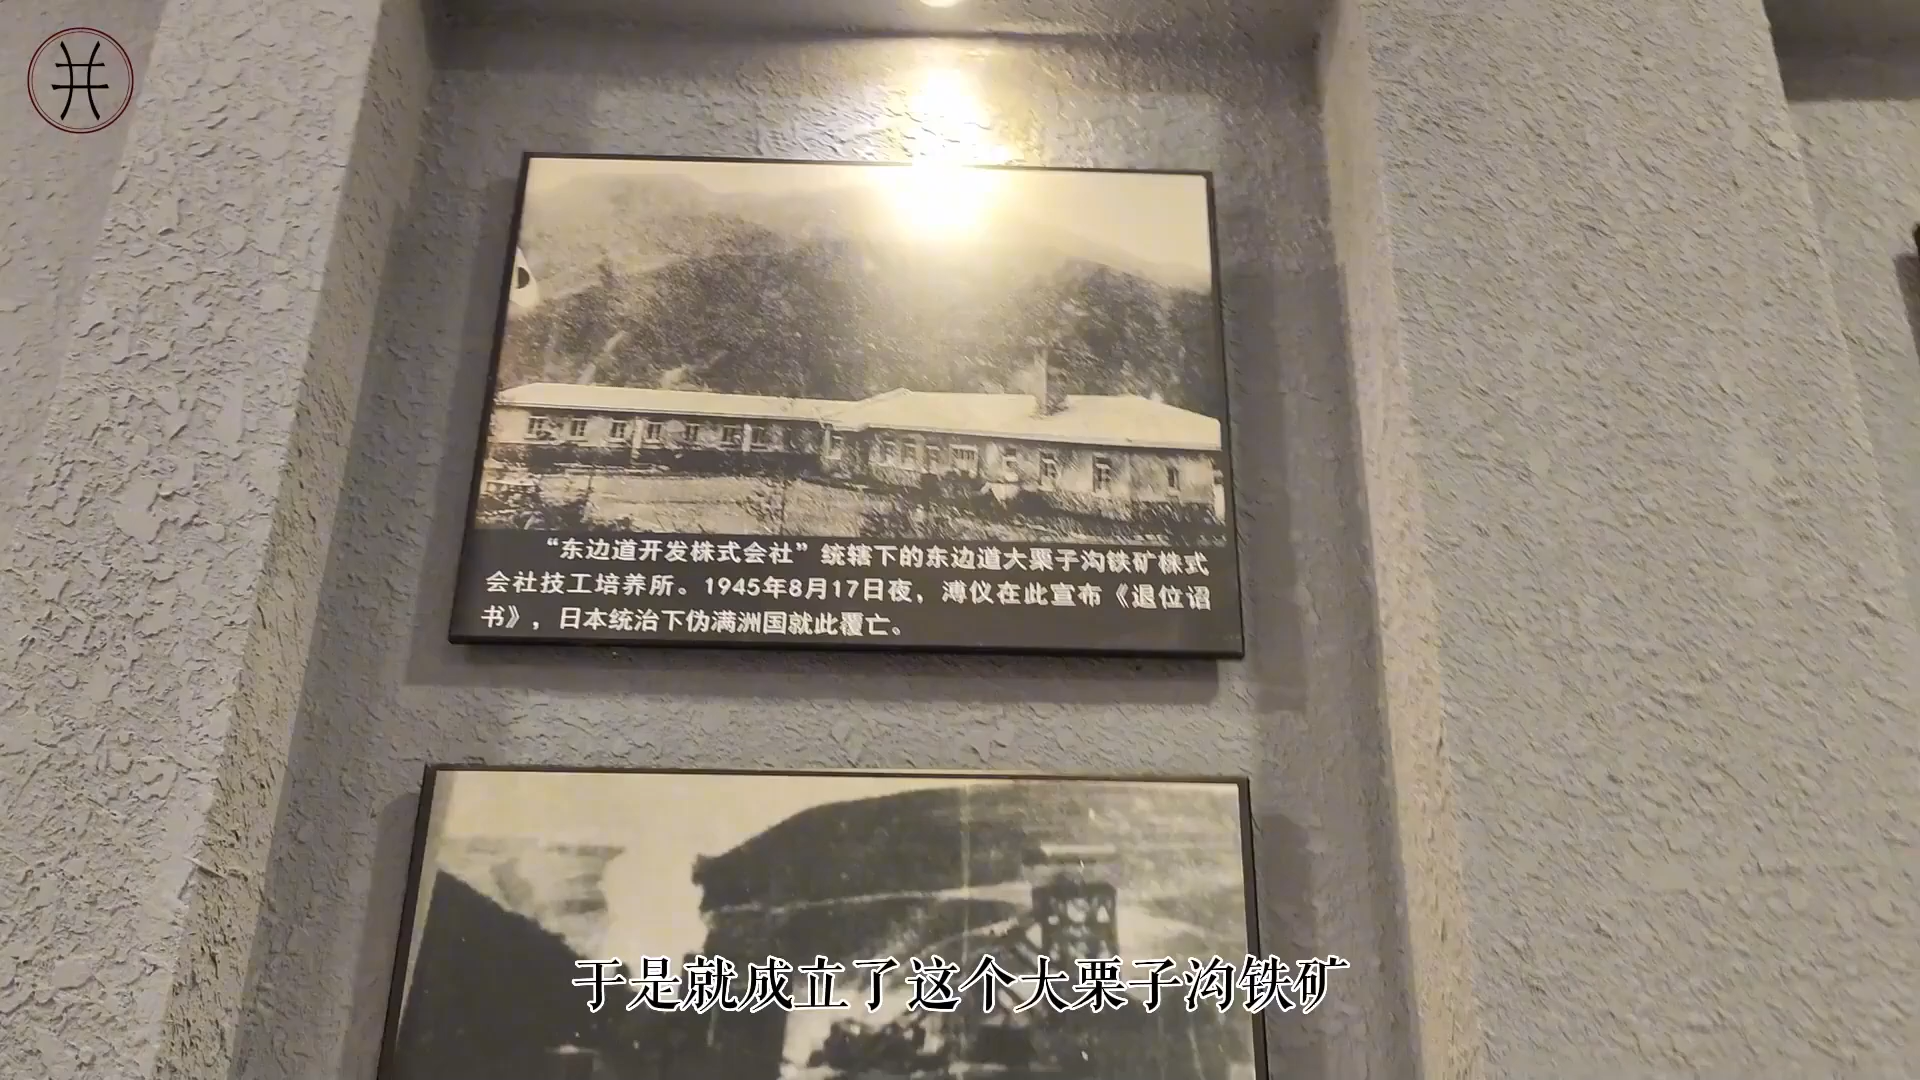 “东边道开发株式会社”统辖下的东边道大栗子沟铁矿株式
会社技工培养所。1945年8月17日夜，溥仪在此宣布《退位诏
书》，日本统治下伪满洲国就此覆亡。
于是就成立了这个大栗子沟铁矿